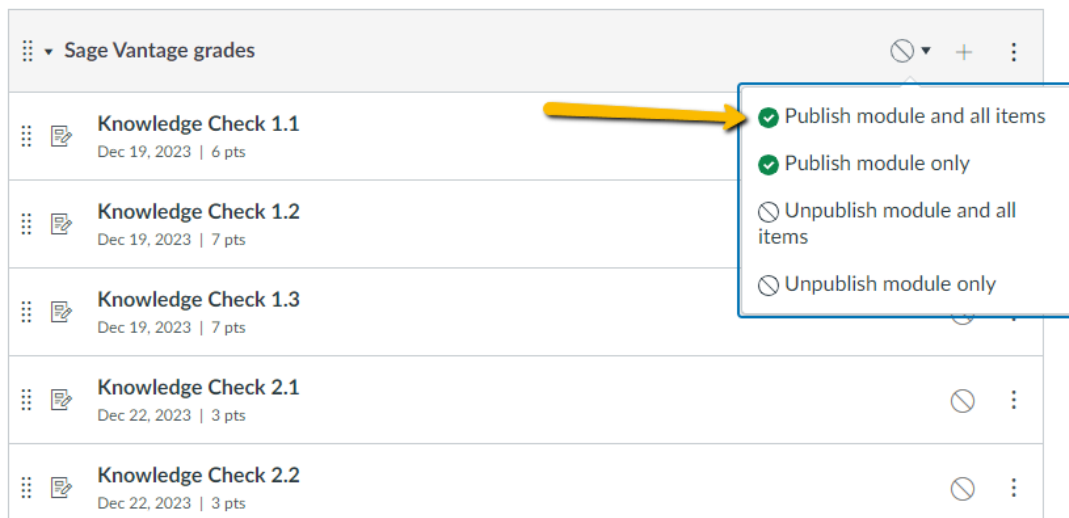 Sage Vantage grades
Publish module and all items
Knowledge Check 1.1
Dec 19, 2023 | 6 pts
Publish module only
Knowledge Check 1.2
Dec 19, 2023 | 7 pts
Unpublish module and all
items
Unpublish module only
Knowledge Check 1.3
Dec 19, 2023 | 7 pts
Knowledge Check 2.1
Dec 22, 2023 | 3 pts
Knowledge Check 2.2
Dec 22, 2023 | 3 pts